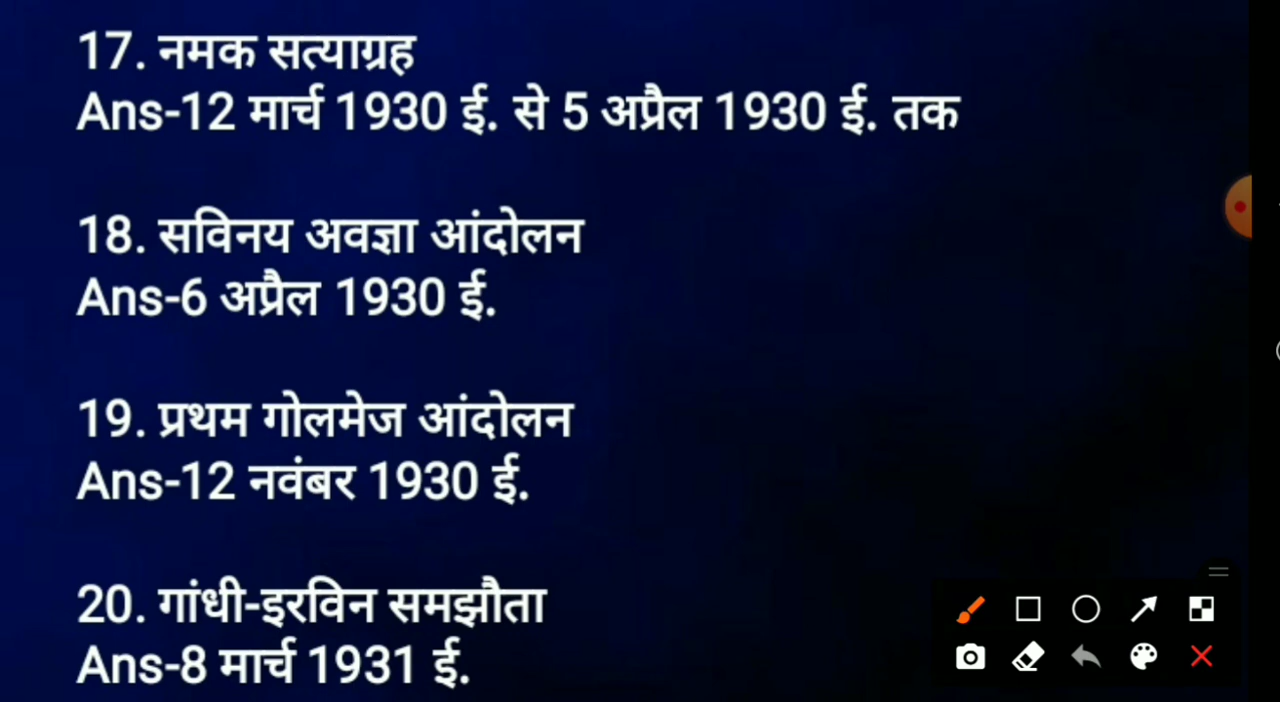 17. नमक सत्याग्रह
Ans-12 मार्च 1930 ई. से 5 अप्रैल 1930 ई. तक
18. सविनय अवज्ञा आंदोलन
Ans-6 अप्रैल 1930 ई.
19. प्रथम गोलमेज आंदोलन
Ans-12 नवंबर 1930 ई.
20. गांधी-इरविन समझौता
Ans-8 मार्च 1931 ई.